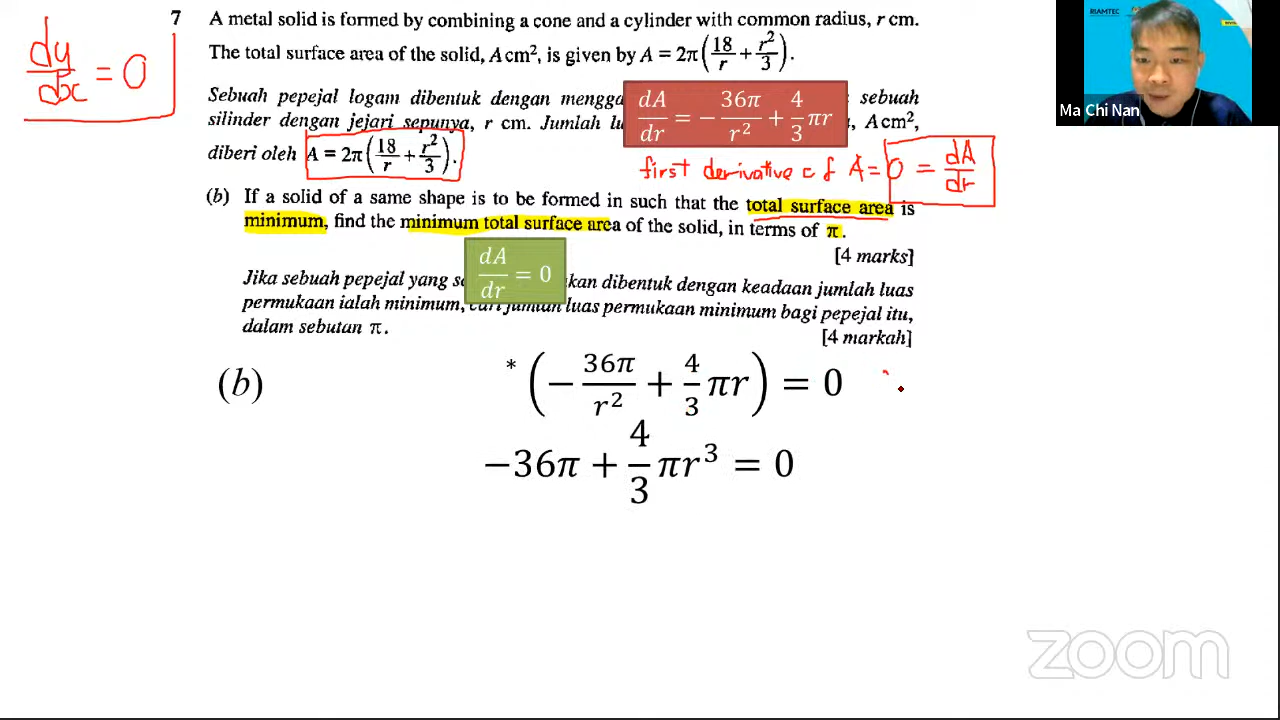 dy/dx = 0
7 A metal solid is formed by combining a cone and a cylinder with common radius, r cm.
The total surface area of the solid, A cm², is given by A = 2π(18/r + r²/3).
Sebuah pepejal logam dibentuk dengan mengga sebuah
silinder dengan jejari sepunya, r cm. Jumlah lu , A cm²,
diberi oleh A = 2π(18/r + r²/3).
dA/dr = −36π/r² + 4/3 πr
first derivative of A = 0 = dA/dr
(b) If a solid of a same shape is to be formed in such that the total surface area is
minimum, find the minimum total surface area of the solid, in terms of π.
[4 marks]
dA/dr = 0
Jika sebuah pepejal yang s kan dibentuk dengan keadaan jumlah luas
permukaan ialah minimum, cari jumlah luas permukaan minimum bagi pepejal itu,
dalam sebutan π.
[4 markah]
(b) * (−36π/r² + 4/3 πr) = 0
−36π + 4/3 πr³ = 0
RIAMTEC
Ma Chi Nan
zoom